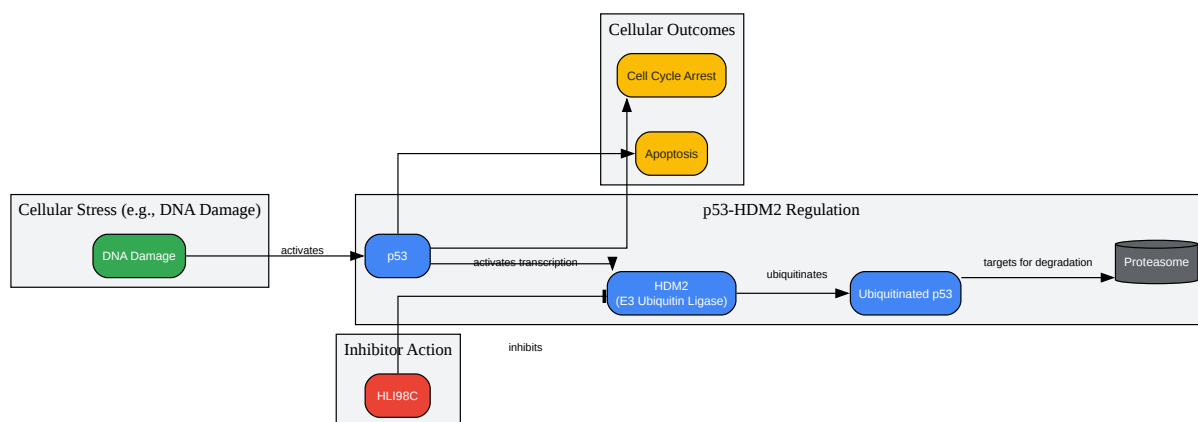 Cellular Outcomes
Cell Cycle Arrest
Apoptosis
Cellular Stress (e.g., DNA Damage)
DNA Damage
activates
p53-HDM2 Regulation
p53
activates transcription
HDM2
(E3 Ubiquitin Ligase)
ubiquitinates
Ubiquitinated p53
targets for degradation
Proteasome
Inhibitor Action
inhibits
HLI98C